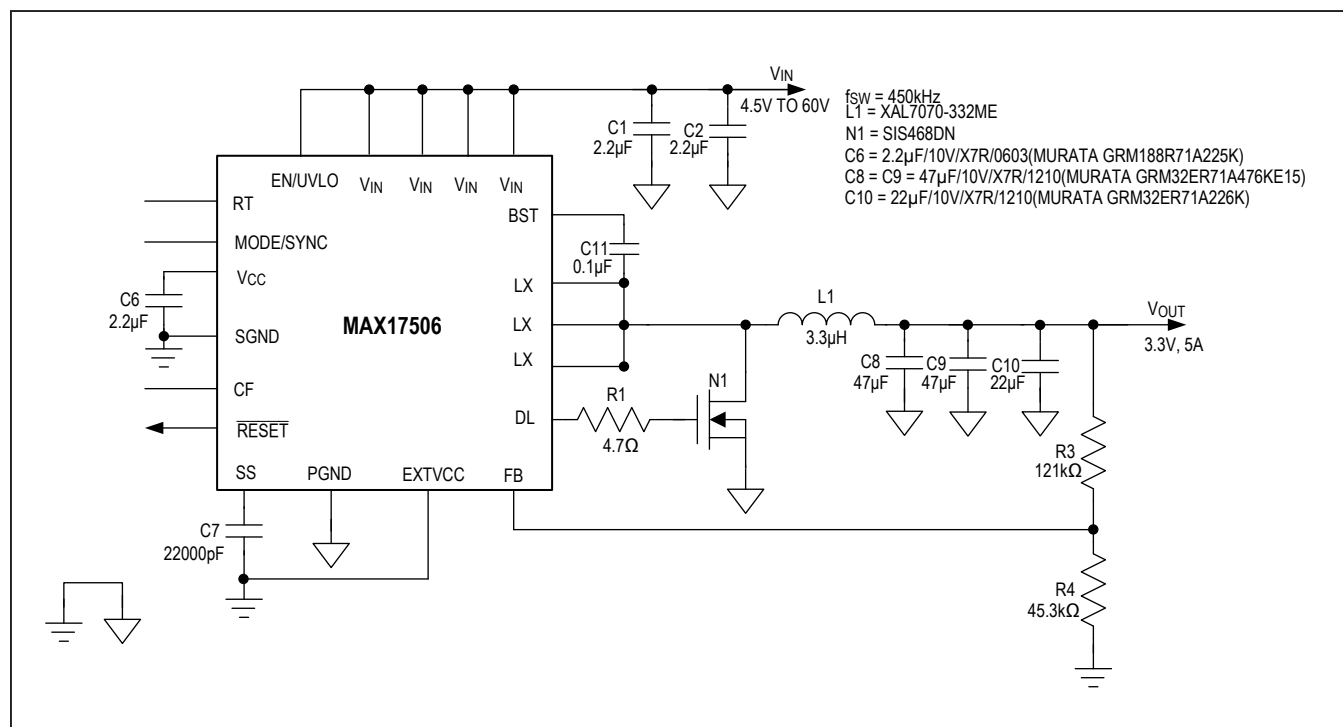 VIN
4.5V TO 60V
fSW = 450kHz
L1 = XAL7070-332ME
N1 = SIS468DN
C6 = 2.2µF/10V/X7R/0603(MURATA GRM188R71A225K)
C8 = C9 = 47µF/10V/X7R/1210(MURATA GRM32ER71A476KE15)
C10 = 22µF/10V/X7R/1210(MURATA GRM32ER71A226K)
C1
2.2µF
C2
2.2µF
EN/UVLO
VIN
VIN
VIN
VIN
RT
BST
MODE/SYNC
C11
0.1µF
VCC
LX
C6
2.2µF
MAX17506
LX
L1
3.3µH
VOUT
3.3V, 5A
SGND
LX
C8
47µF
C9
47µF
C10
22µF
CF
DL
R1
4.7Ω
N1
RESET
R3
121kΩ
SS
PGND
EXTVCC
FB
C7
22000pF
R4
45.3kΩ